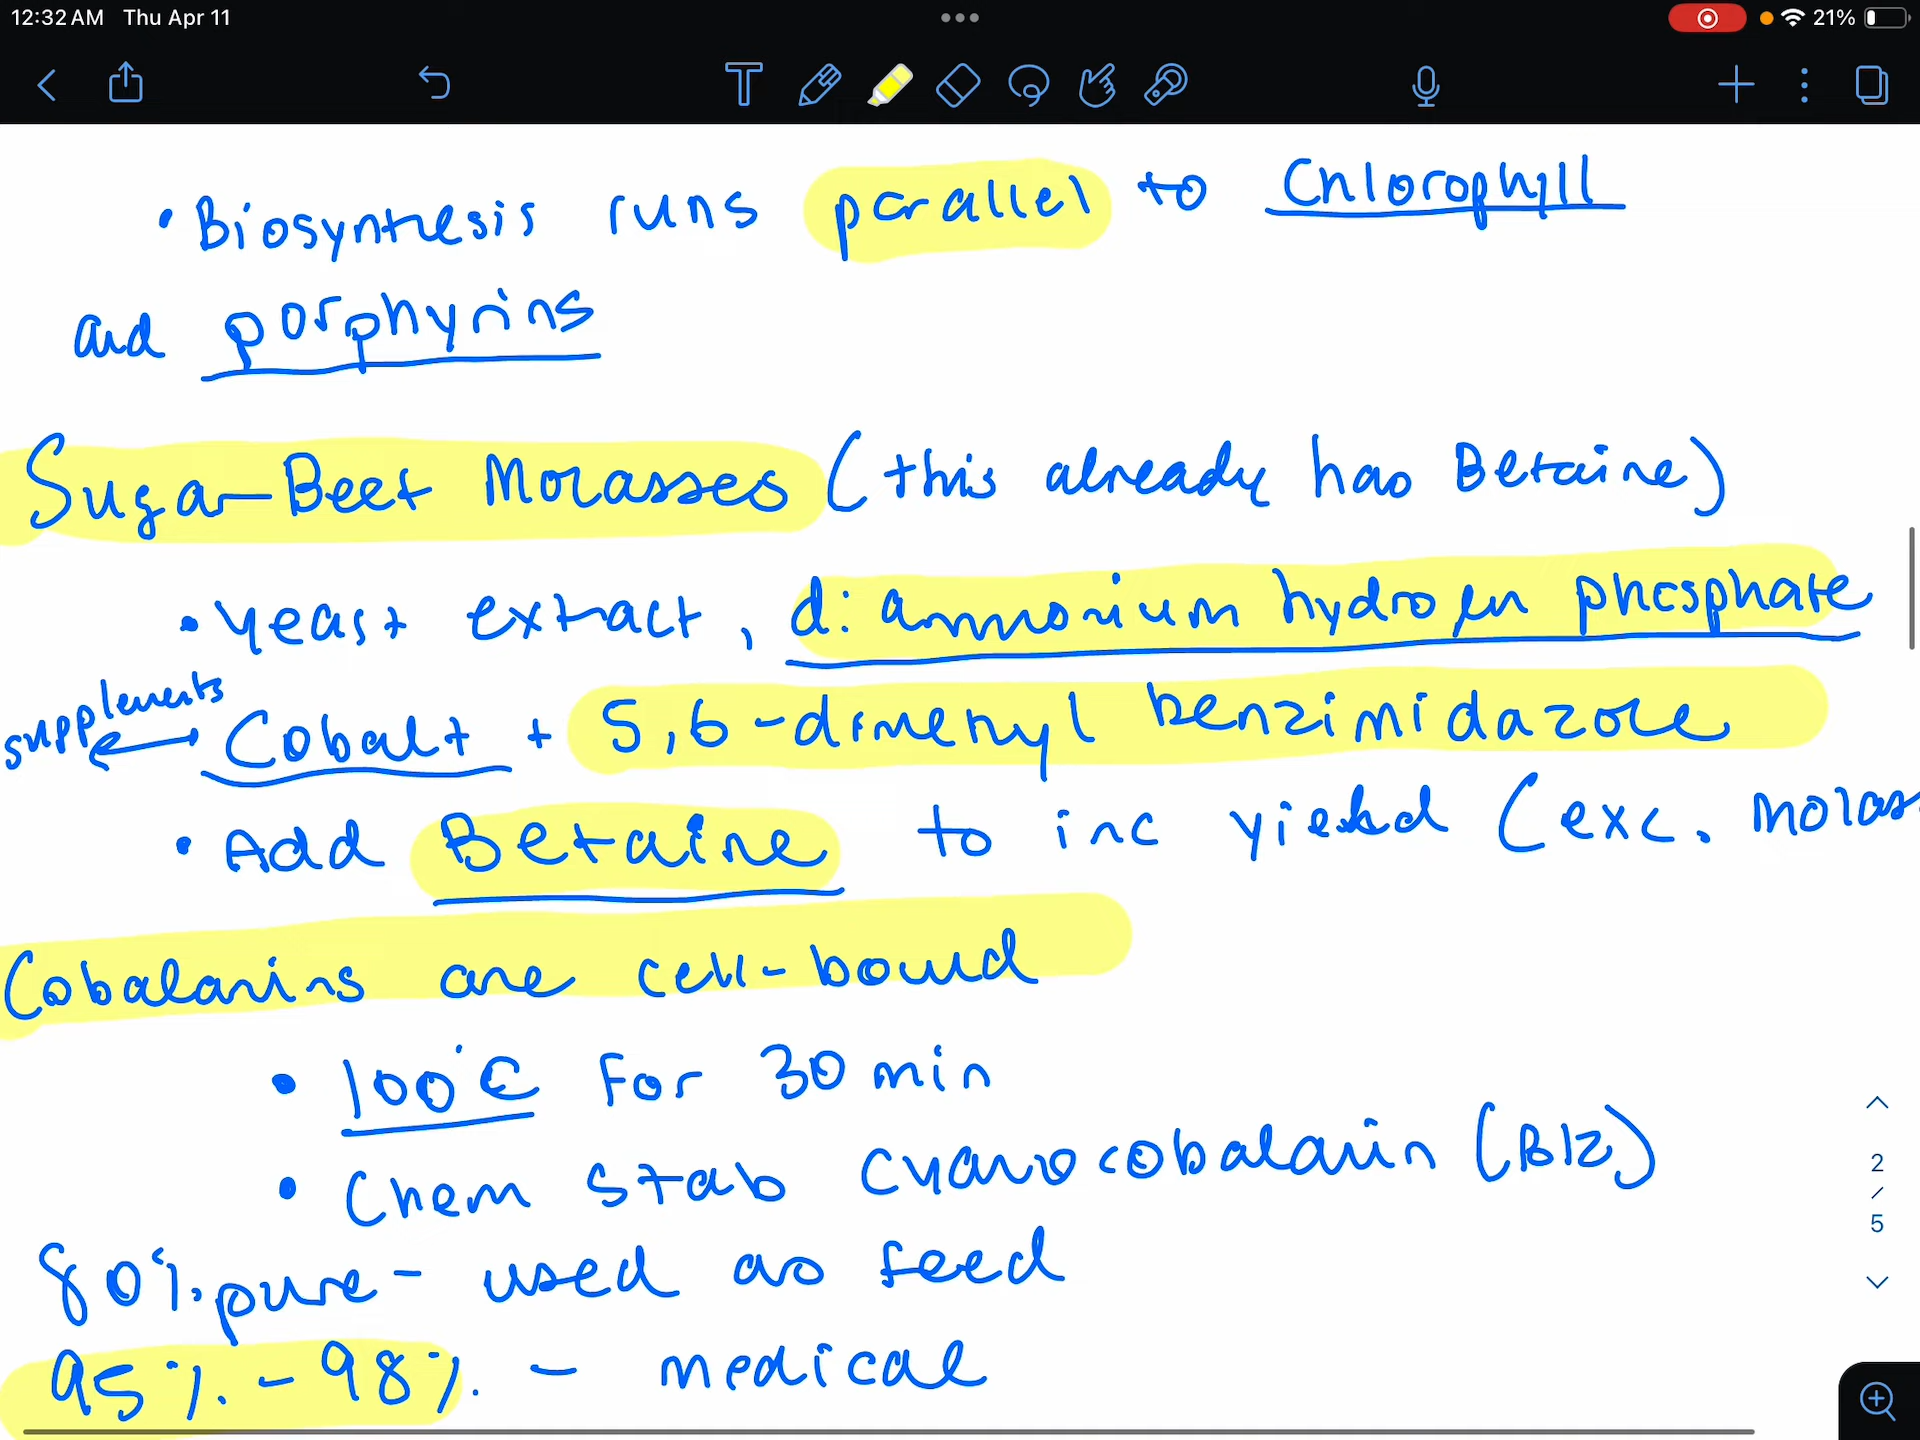 12:32 AM Thu Apr 11
21%
• Biosynthesis runs parallel to Chlorophyll
and porphyrins
Sugar-Beet Molasses (this already has Betaine)
• Yeast extract, di ammonium hydrogen phosphate
supplements
Cobalt + 5,6-dimethyl benzimidazole
• Add Betaine to inc yield (exc. Molas
Cobalamins are cell-bound
• 100°C for 30 min
• Chem stab cyanocobalamin (B12)
80% pure - used as feed
95% - 98% - medical
2
/
5